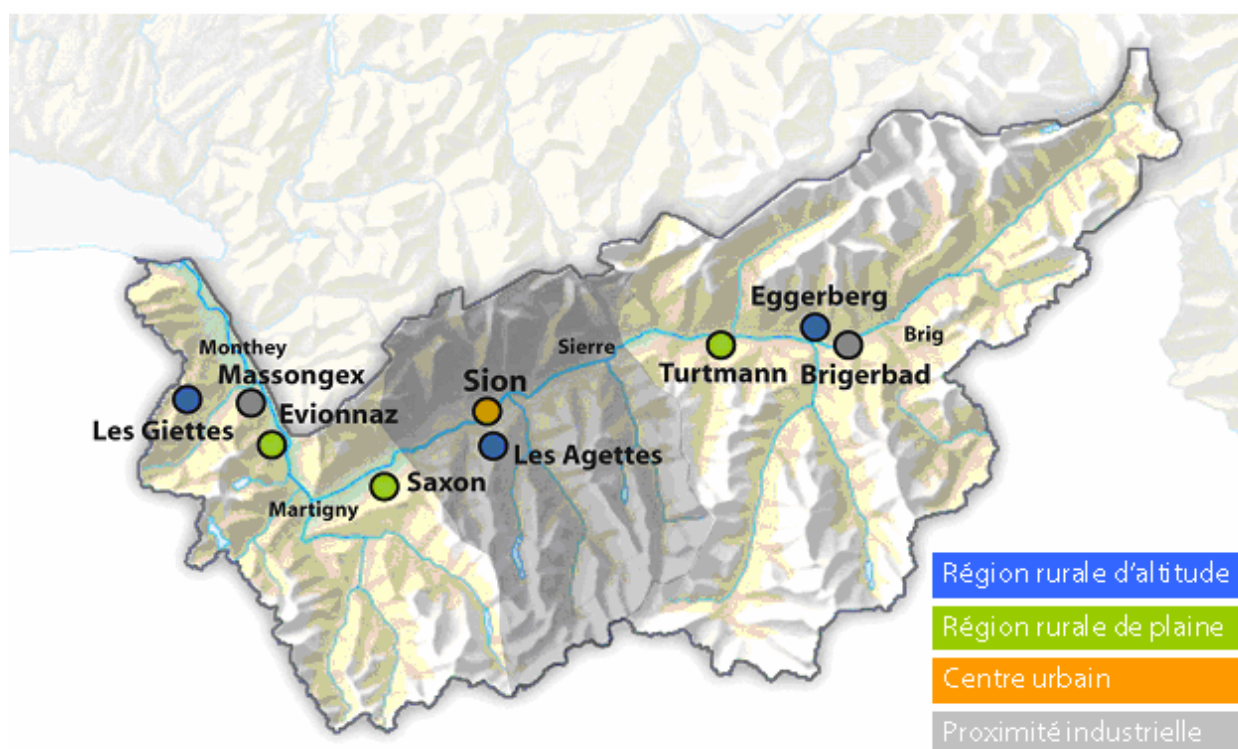 Eggerberg
Monthey
Sierre
Brig
Massongex
Sion
Turtmann
Brigerbad
Evionnaz
Les Giettes
Les Agettes
Saxon
Martigny
Région rurale d'altitude
Région rurale de plaine
Centre urbain
Proximité industrielle